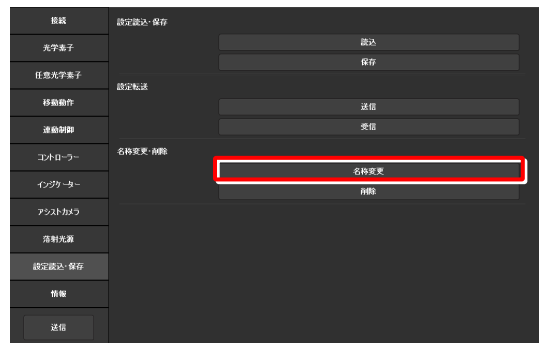 接続
光学素子
任意光学素子
移動動作
連動制御
コントローラー
インジケーター
アシストカメラ
落射光源
設定読込・保存
情報
送信
設定読込・保存
読込
保存
設定転送
送信
受信
名称変更・削除
名称変更
削除